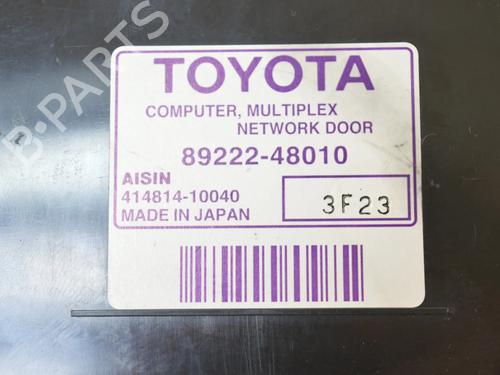 TOYOTA
COMPUTER, MULTIPLEX
NETWORK DOOR
89222-48010
AISIN
414814-10040
MADE IN JAPAN
3F23
B-PARTS